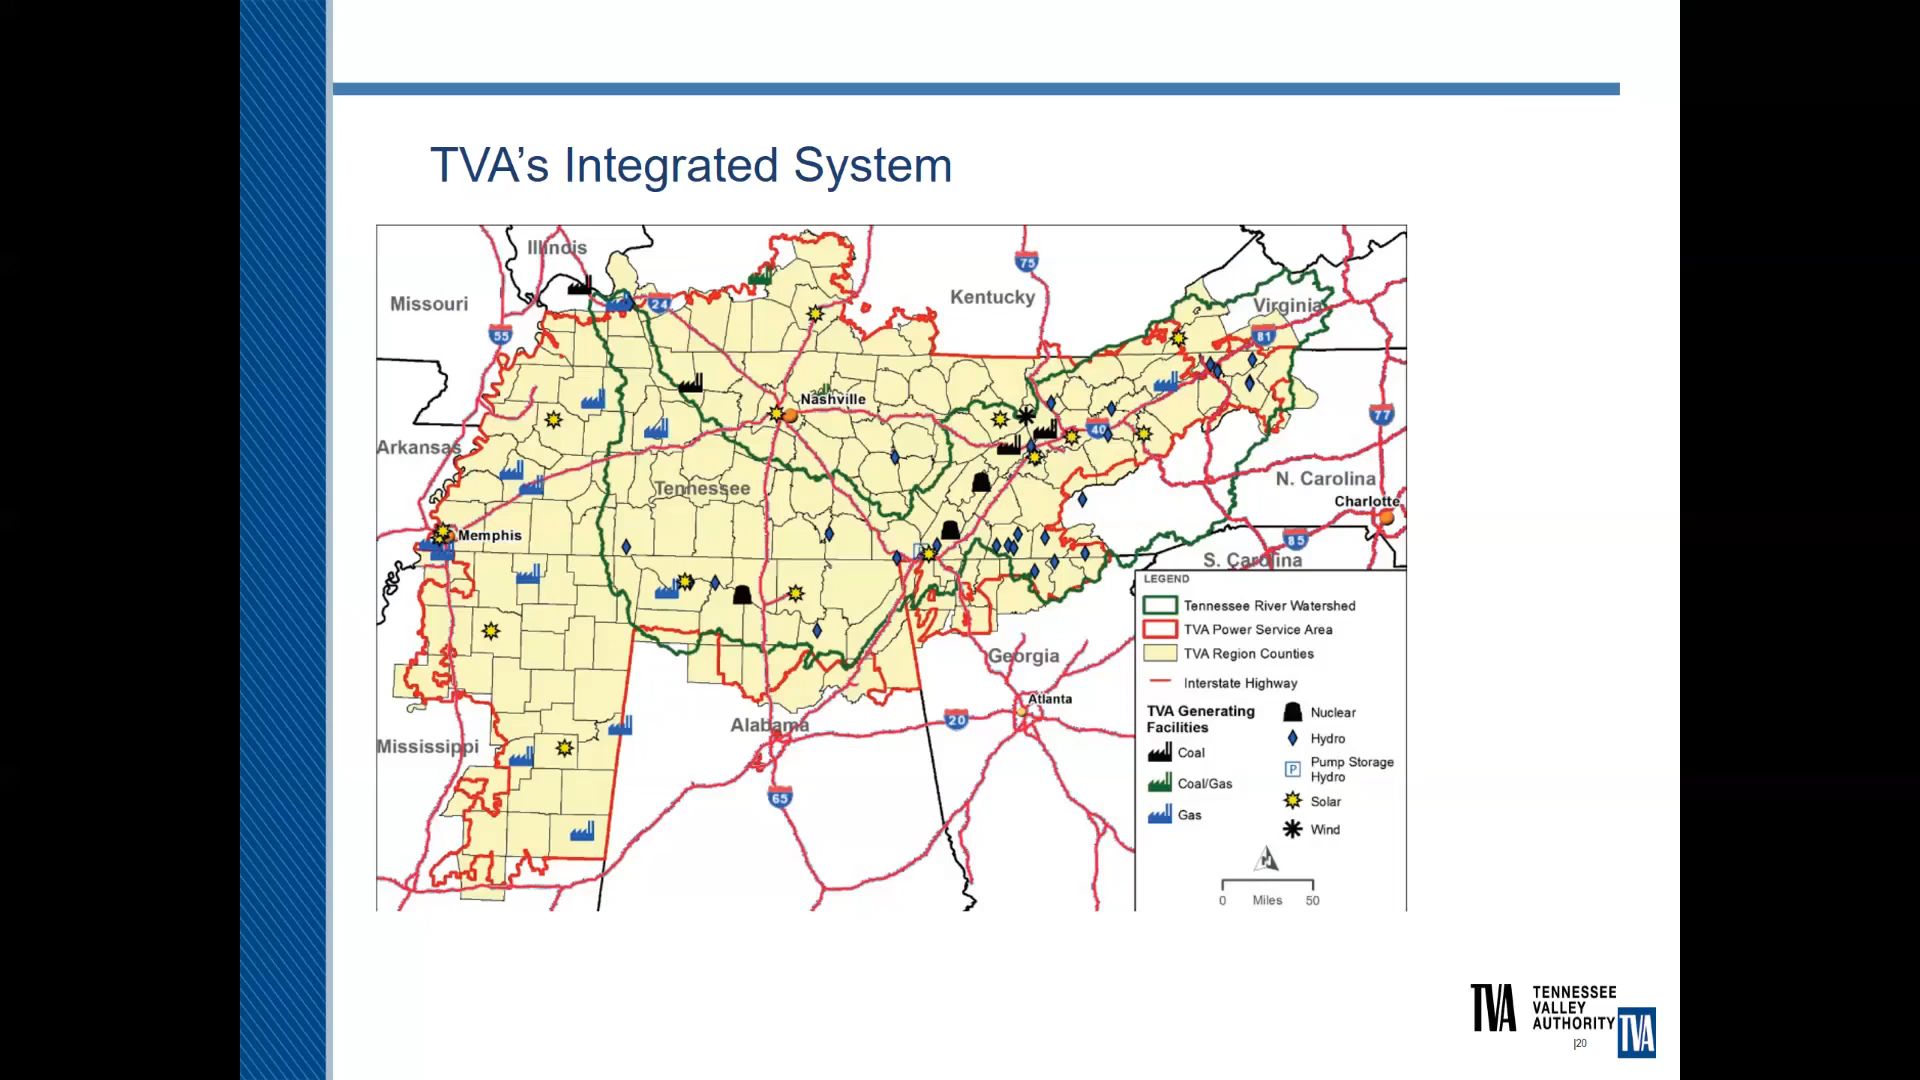 TVA's Integrated System
Illinois
Missouri
Kentucky
Virginia
75
24
55
81
Nashville
77
40
Arkansas
Tennessee
N. Carolina
Charlotte
Memphis
85
S. Carolina
Georgia
Atlanta
20
Alabama
Mississippi
65
P
LEGEND
Tennessee River Watershed
TVA Power Service Area
TVA Region Counties
Interstate Highway
TVA Generating
Facilities
Coal
Coal/Gas
Gas
Nuclear
Hydro
P
Pump Storage
Hydro
Solar
Wind
N
0 Miles 50
TVA
TENNESSEE
VALLEY
AUTHORITY
TVA
|20